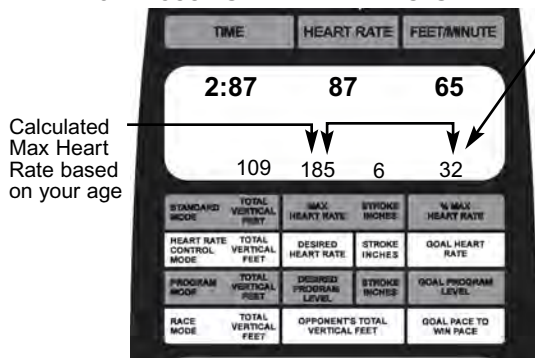 TIME HEART RATE FEET/MINUTE
2:87 87 65
Calculated
Max Heart
Rate based
on your age
109 185 6 32
STANDARD MODE TOTAL VERTICAL FEET MAX HEART RATE STROKE INCHES % MAX HEART RATE
HEART RATE CONTROL MODE TOTAL VERTICAL FEET DESIRED HEART RATE STROKE INCHES GOAL HEART RATE
PROGRAM MODE TOTAL VERTICAL FEET DESIRED PROGRAM LEVEL STROKE INCHES GOAL PROGRAM LEVEL
RACE MODE TOTAL VERTICAL FEET OPPONENT'S TOTAL VERTICAL FEET GOAL PACE TO WIN PACE